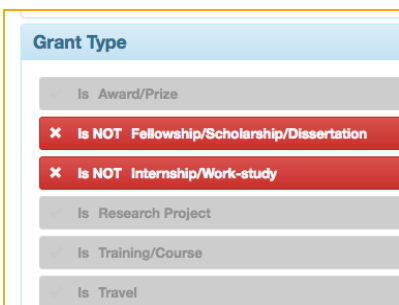 Grant Type
Is Award/Prize
Is NOT Fellowship/Scholarship/Dissertation
Is NOT Internship/Work-study
Is Research Project
Is Training/Course
Is Travel